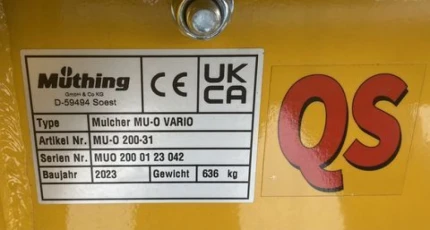 Müthing
GmbH & Co KG
D-59494 Soest
CE
UK
CA
QS
Type Mulcher MU-O VARIO
Artikel Nr. MU-O 200-31
Serien Nr. MUO 200 01 23 042
Baujahr 2023 Gewicht 636 kg